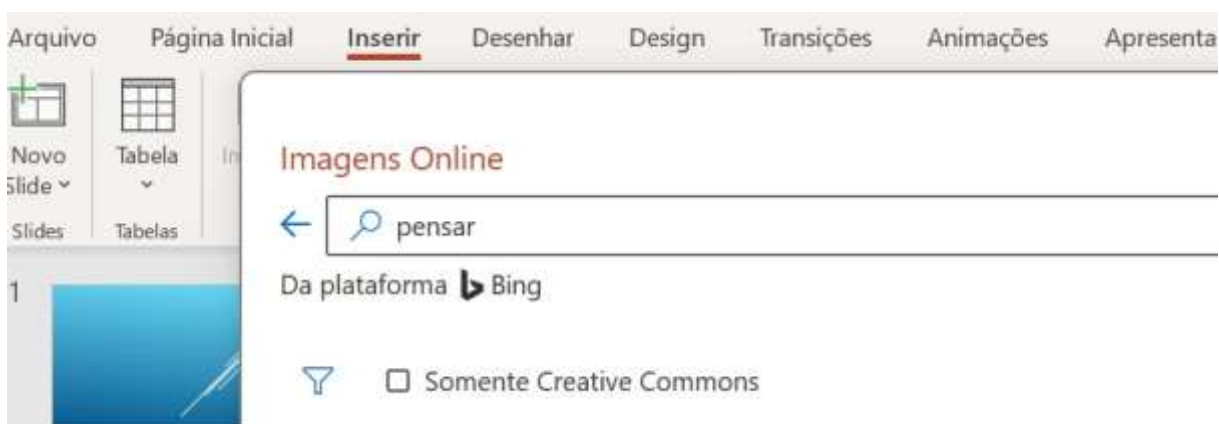 Arquivo Página Inicial Inserir Desenhar Design Transições Animações Apresenta
Novo Tabela In
Slide
Slides Tabelas
Imagens Online
pensar
Da plataforma Bing
1
Somente Creative Commons